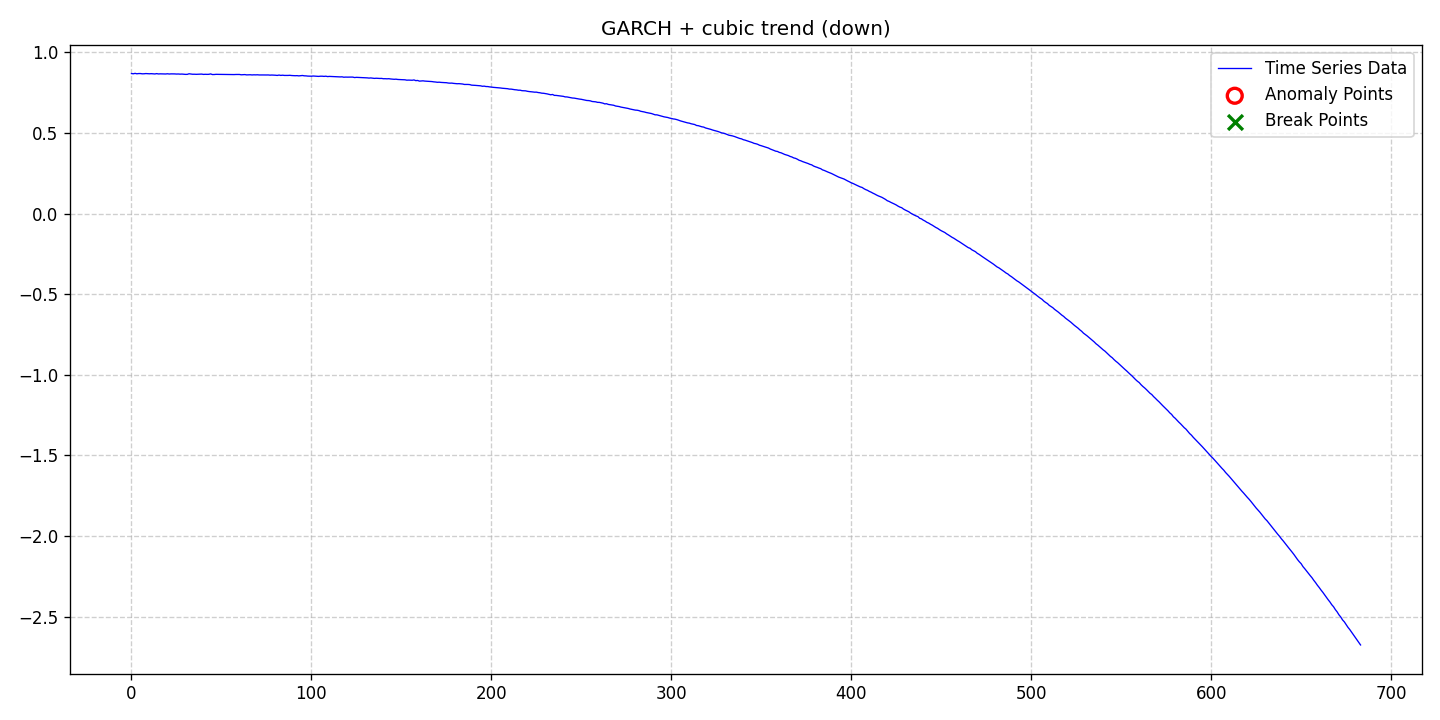 GARCH + cubic trend (down)
1.0
0.5
0.0
−0.5
−1.0
−1.5
−2.0
−2.5
Time Series Data
Anomaly Points
Break Points
0 100 200 300 400 500 600 700